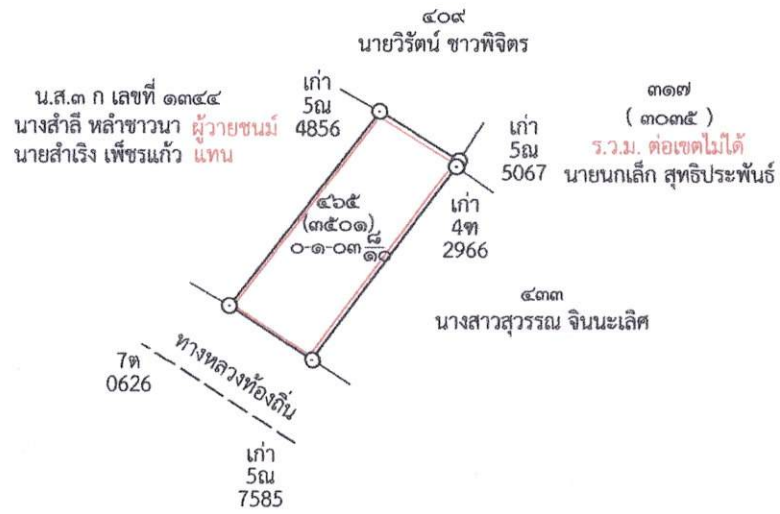 ๔๐๙
นายวิรัตน์ ชาวพิจิตร
น.ส.๓ ก เลขที่ ๑๓๔๔
นางสำลี หลำชาวนา ผู้วายชนม์
นายสำเริง เพ็ชรแก้ว แทน
เก่า
5ณ
4856
เก่า
5ณ
5067
๓๑๗
( ๓๐๓๕ )
ร.ว.ม. ต่อเขตไม่ได้
นายนกเล็ก สุทธิประพันธ์
๔๖๕
(๓๕๐๑)
๐-๑-๐๓ ๘/๑๐
เก่า
4ฑ
2966
๔๓๓
นางสาวสุวรรณ จินนะเลิศ
ทางหลวงท้องถิ่น
7ต
0626
เก่า
5ณ
7585